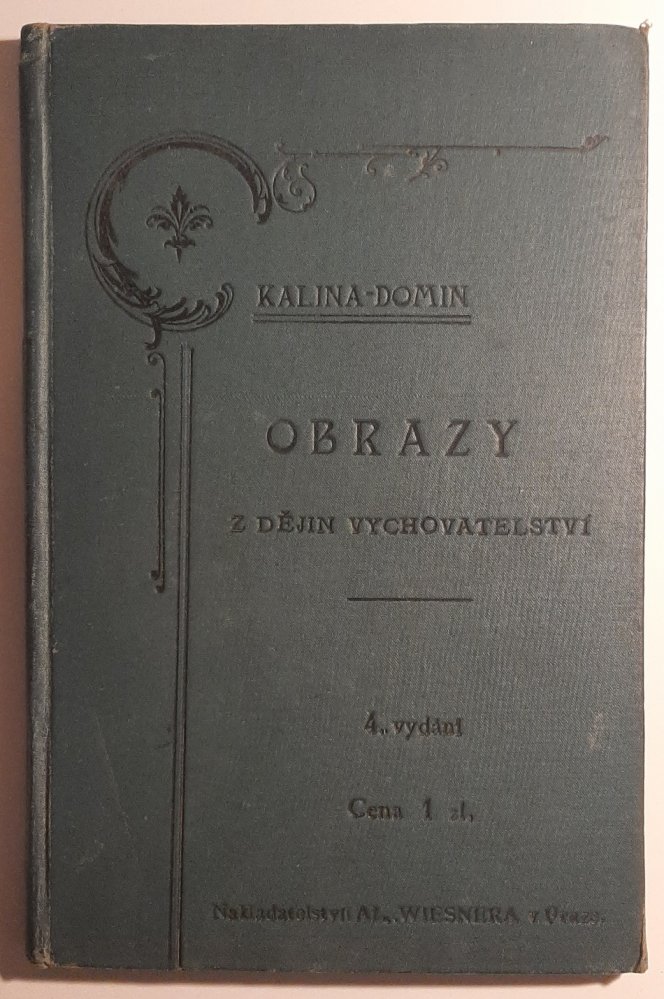 KALINA-DOMIN
OBRAZY
Z DĚJIN VYCHOVATELSTVÍ
4. vydání
Cena 1 zl.
Nakladatelství AL. WIESNERA v Praze.